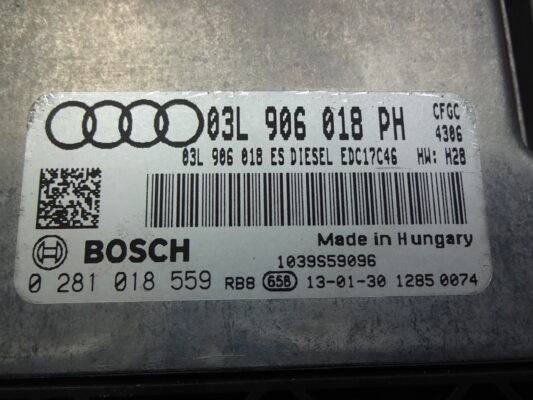 03L 906 018 PH CFGC
4306
03L 906 018 ES DIESEL EDC17C46 HW: H28
Made in Hungary
BOSCH 1039S59096
0 281 018 559 RB8 658 13-01-30 1285 0074